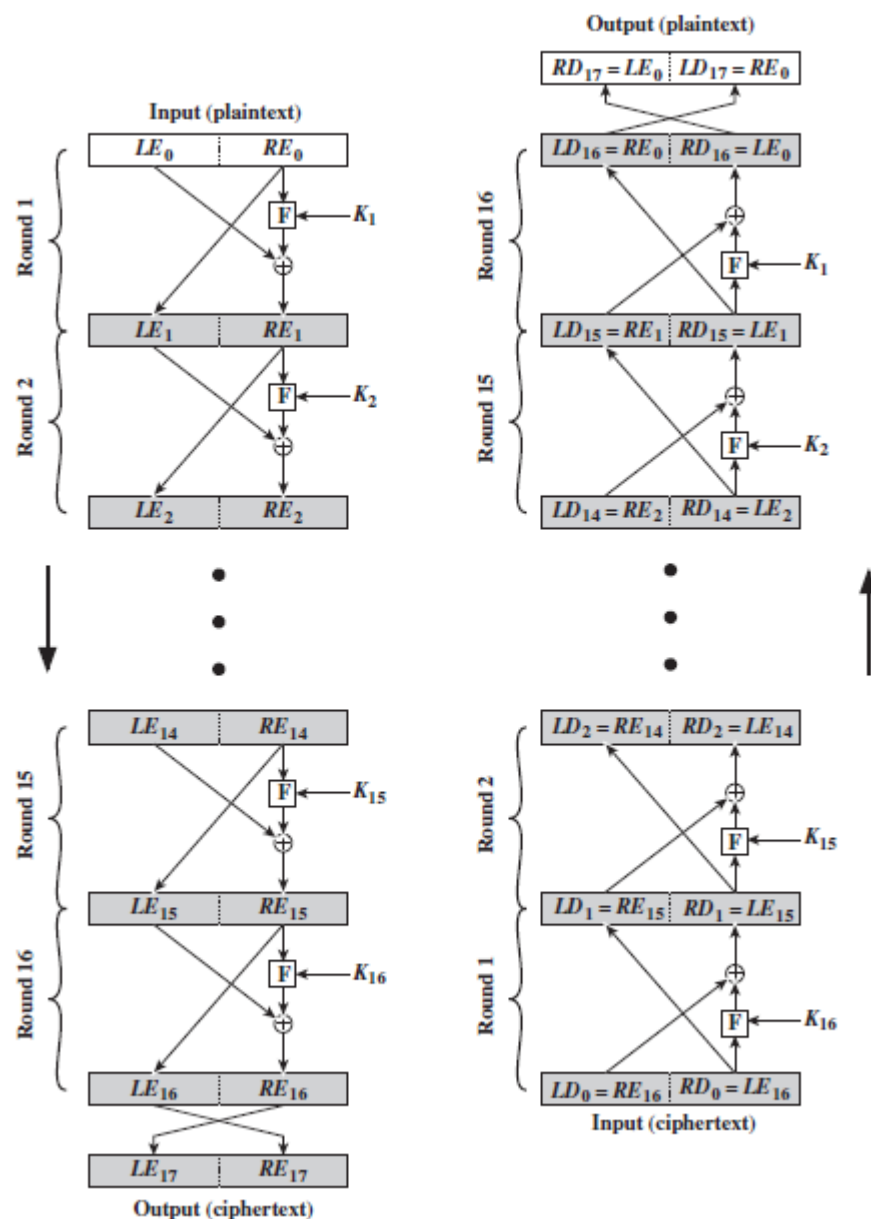 Input (plaintext)
LE₀ RE₀
Round 1
F K₁
LE₁ RE₁
Round 2
F K₂
LE₂ RE₂
LE₁₄ RE₁₄
Round 15
F K₁₅
LE₁₅ RE₁₅
Round 16
F K₁₆
LE₁₆ RE₁₆
LE₁₇ RE₁₇
Output (ciphertext)
Output (plaintext)
RD₁₇ = LE₀ LD₁₇ = RE₀
LD₁₆ = RE₀ RD₁₆ = LE₀
Round 16
F K₁
LD₁₅ = RE₁ RD₁₅ = LE₁
Round 15
F K₂
LD₁₄ = RE₂ RD₁₄ = LE₂
LD₂ = RE₁₄ RD₂ = LE₁₄
Round 2
F K₁₅
LD₁ = RE₁₅ RD₁ = LE₁₅
Round 1
F K₁₆
LD₀ = RE₁₆ RD₀ = LE₁₆
Input (ciphertext)